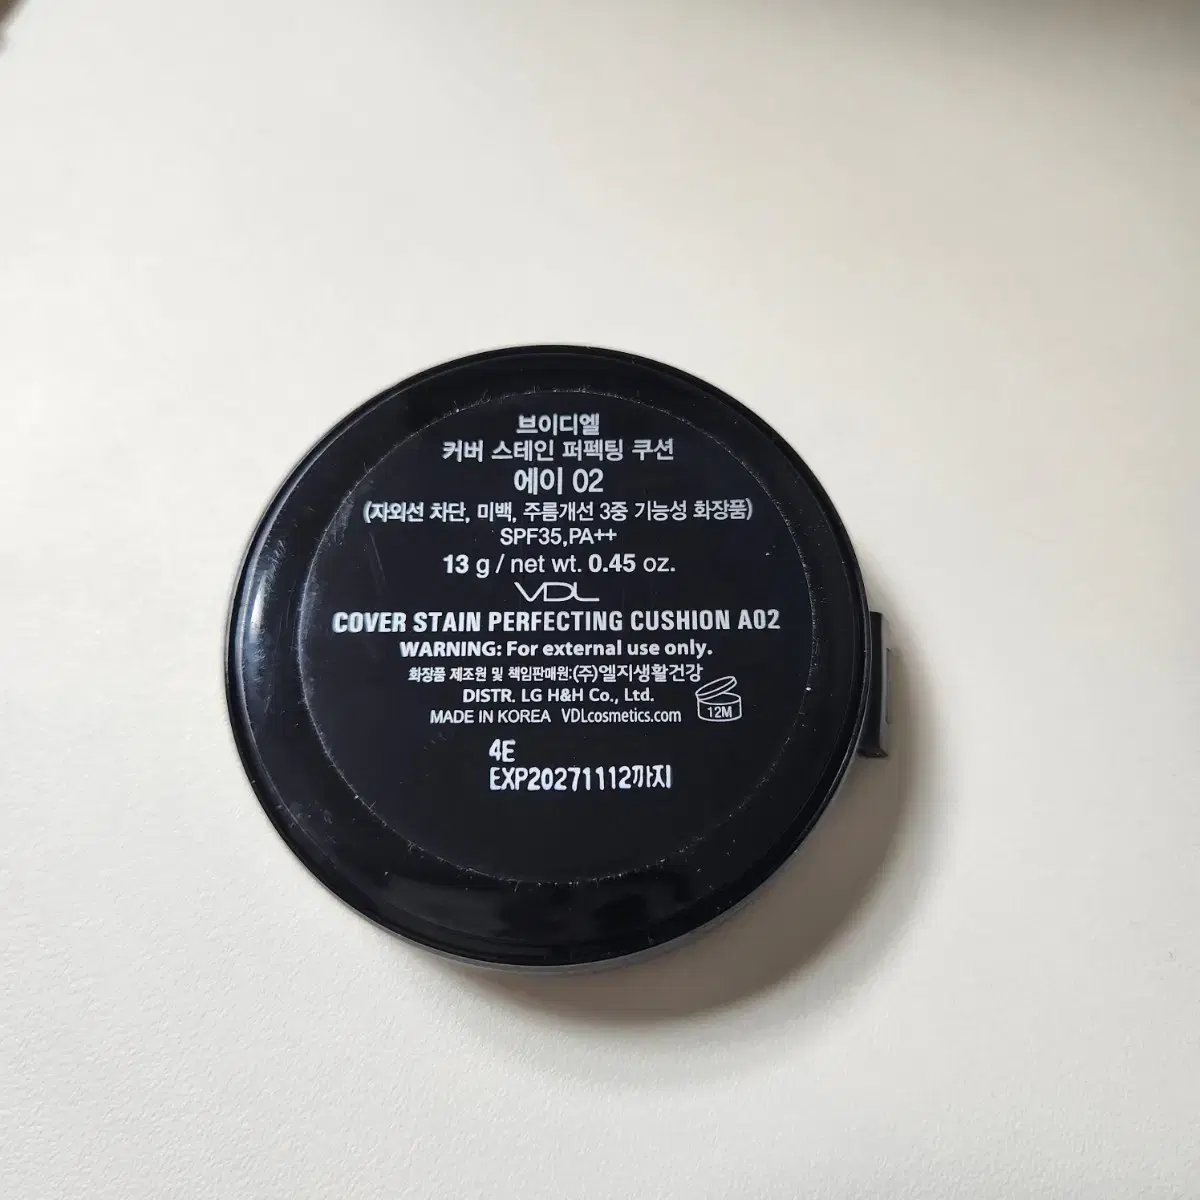 브이디엘
커버 스테인 퍼펙팅 쿠션
에이 02
(자외선 차단, 미백, 주름개선 3중 기능성 화장품)
SPF35,PA++
13 g / net wt. 0.45 oz.
VDL
COVER STAIN PERFECTING CUSHION A02
WARNING: For external use only.
화장품 제조원 및 책임판매원:(주)엘지생활건강
DISTR. LG H&H Co., Ltd.
MADE IN KOREA VDLcosmetics.com
12M
4E
EXP20271112까지